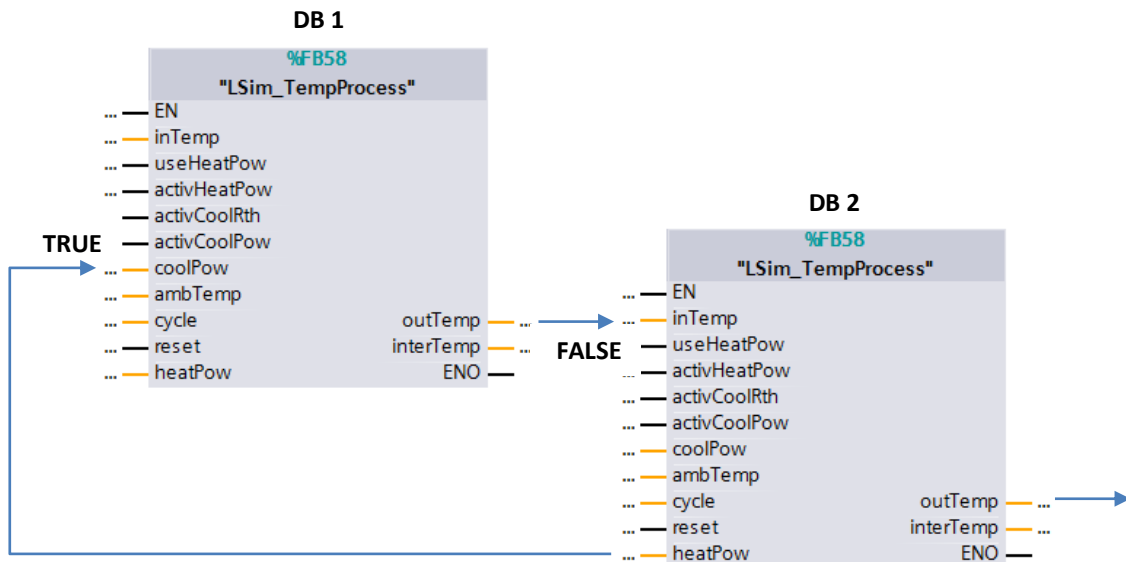 DB 1
%FB58
"LSim_TempProcess"
... EN
... inTemp
... useHeatPow
... activHeatPow
activCoolRth
TRUE activCoolPow
... coolPow
... ambTemp
... cycle outTemp ...
... reset interTemp ...
... heatPow ENO
DB 2
%FB58
"LSim_TempProcess"
... EN
... inTemp
FALSE useHeatPow
... activHeatPow
... activCoolRth
... activCoolPow
... coolPow
... ambTemp
... cycle outTemp ...
... reset interTemp ...
... heatPow ENO